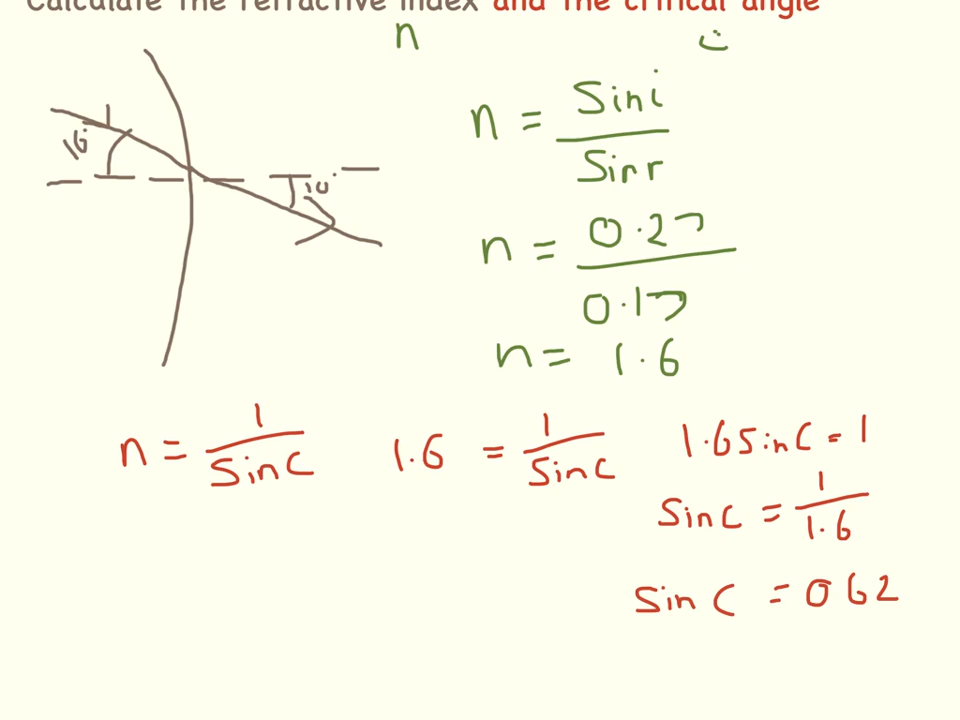 Calculate the refractive index and the critical angle
n
n = Sin i / Sin r
16°
10°
n = 0.27 / 0.17
n = 1.6
n = 1 / Sin C
1.6 = 1 / Sin C
1.6 Sin C = 1
Sin C = 1 / 1.6
Sin C = 0 62